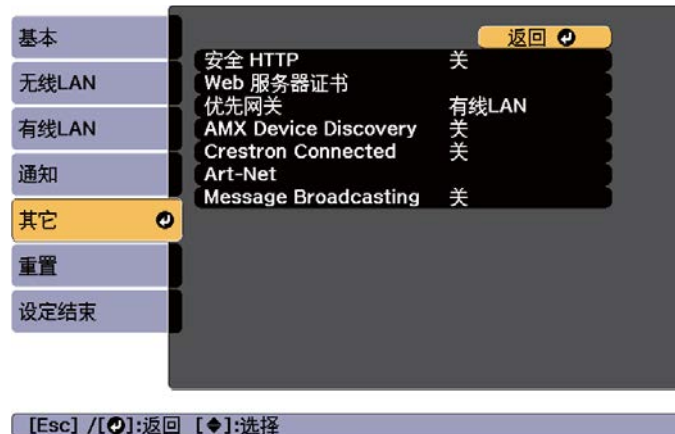 基本
无线LAN
有线LAN
通知
其它
重置
设定结束
返回
安全 HTTP 关
Web 服务器证书
优先网关 有线LAN
AMX Device Discovery 关
Crestron Connected 关
Art-Net
Message Broadcasting 关
[Esc] /[]:返回 [◆]:选择